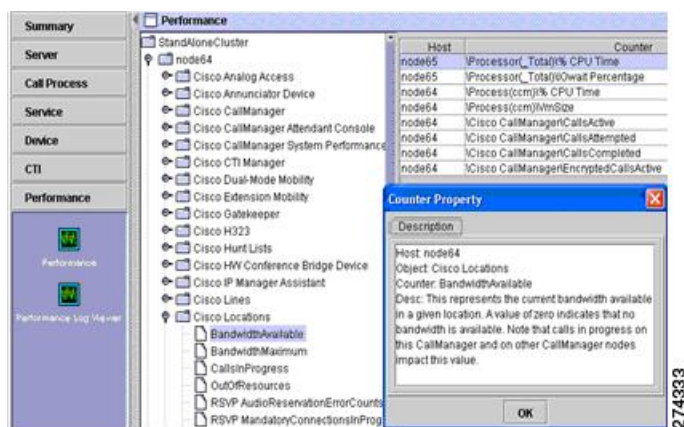 Summary
Server
Call Process
Service
Device
CTI
Performance
Performance
Performance Log Viewer
Performance
StandAloneCluster
node64
Cisco Analog Access
Cisco Annunciator Device
Cisco CallManager
Cisco CallManager Attendant Console
Cisco CallManager System Performance
Cisco CTI Manager
Cisco Dual-Mode Mobility
Cisco Extension Mobility
Cisco Gatekeeper
Cisco H323
Cisco Hunt Lists
Cisco HW Conference Bridge Device
Cisco IP Manager Assistant
Cisco Lines
Cisco Locations
BandwidthAvailable
BandwidthMaximum
CallsInProgress
OutOfResources
RSVP AudioReservationErrorCounts
RSVP MandatoryConnectionsInProg
Host Counter
node65 \Processor(_Total)\% CPU Time
node65 \Processor(_Total)\IOwait Percentage
node64 \Process(ccm)\% CPU Time
node64 \Process(ccm)\VmSize
node64 \Cisco CallManager\CallsActive
node64 \Cisco CallManager\CallsAttempted
node64 \Cisco CallManager\CallsCompleted
node64 \Cisco CallManager\EncryptedCallsActive
Counter Property
Description
Host: node64
Object: Cisco Locations
Counter: BandwidthAvailable
Desc: This represents the current bandwidth available
in a given location. A value of zero indicates that no
bandwidth is available. Note that calls in progress on
this CallManager and on other CallManager nodes
impact this value.
OK
274333